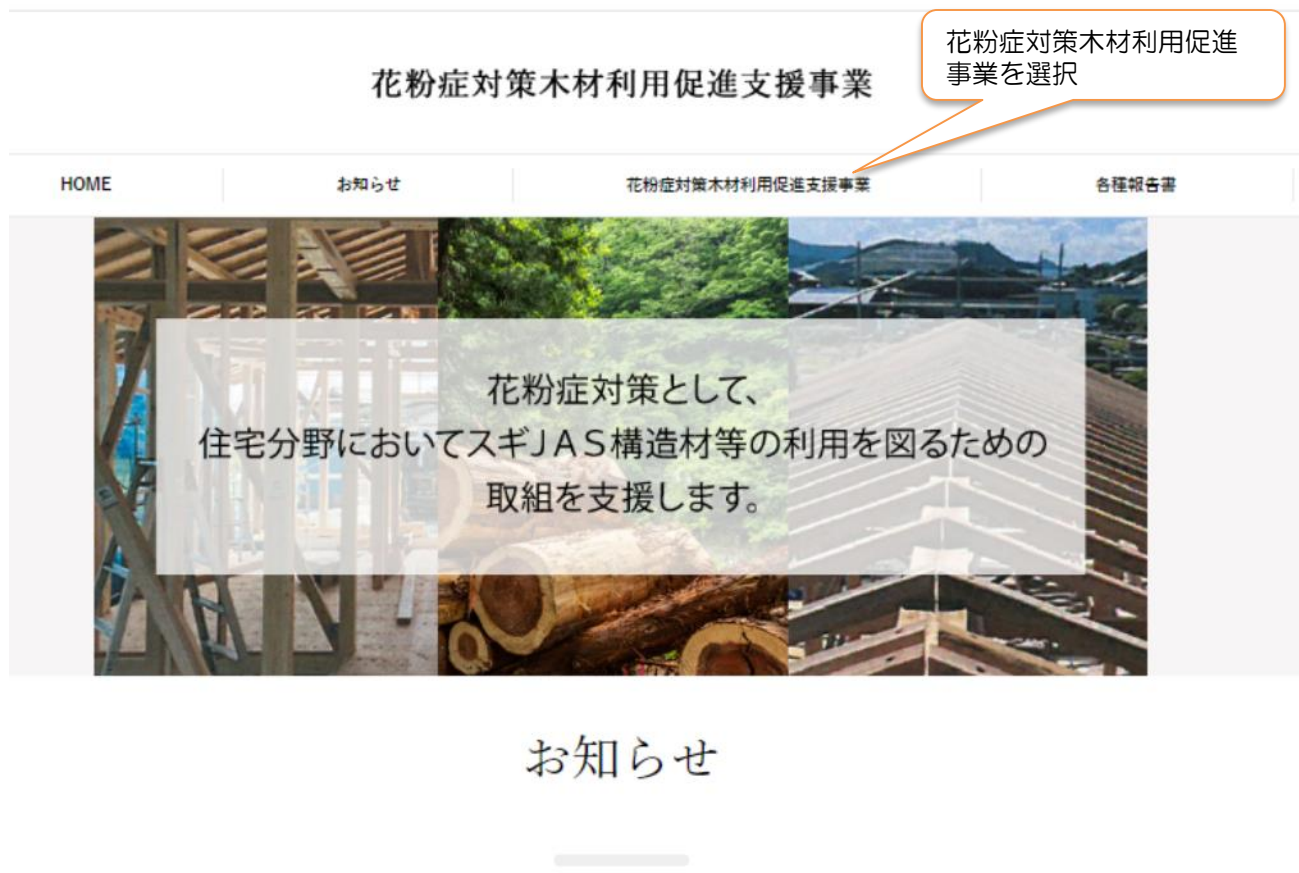 花粉症対策木材利用促進
事業を選択
花粉症対策木材利用促進支援事業
HOME
お知らせ
花粉症対策木材利用促進支援事業
各種報告書
花粉症対策として、
住宅分野においてスギJAS構造材等の利用を図るための
取組を支援します。
お知らせ